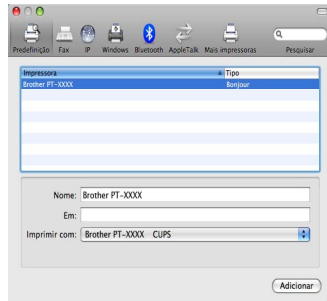 Predefinição Fax IP Windows Bluetooth AppleTalk Mais impressoras Pesquisar
Impressora Tipo
Brother PT-XXXX Bonjour
Nome: Brother PT-XXXX
Em:
Imprimir com: Brother PT-XXXX CUPS
Adicionar